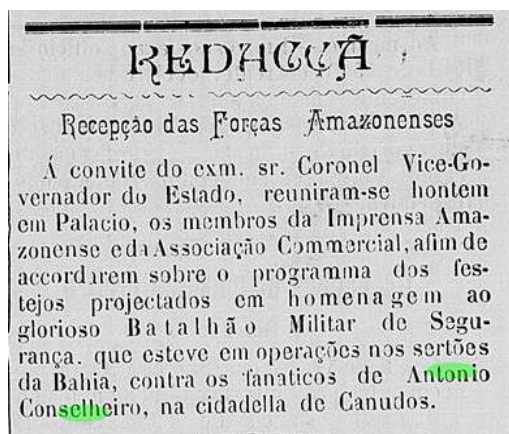 REDACÇÃ
Recepção das Forças Amazonenses
Á convite do exm. sr. Coronel Vice-Go-
vernador do Estado, reuniram-se hontem
em Palacio, os membros da Imprensa Ama-
zonense e da Associação Commercial, afim de
accordarem sobre o programma dos fes-
tejos projectados em homenagem ao
glorioso Batalhão Militar de Segu-
rança. que esteve em operações nos sertões
da Bahia, contra os fanaticos de Antonio
Conselheiro, na cidadella de Canudos.